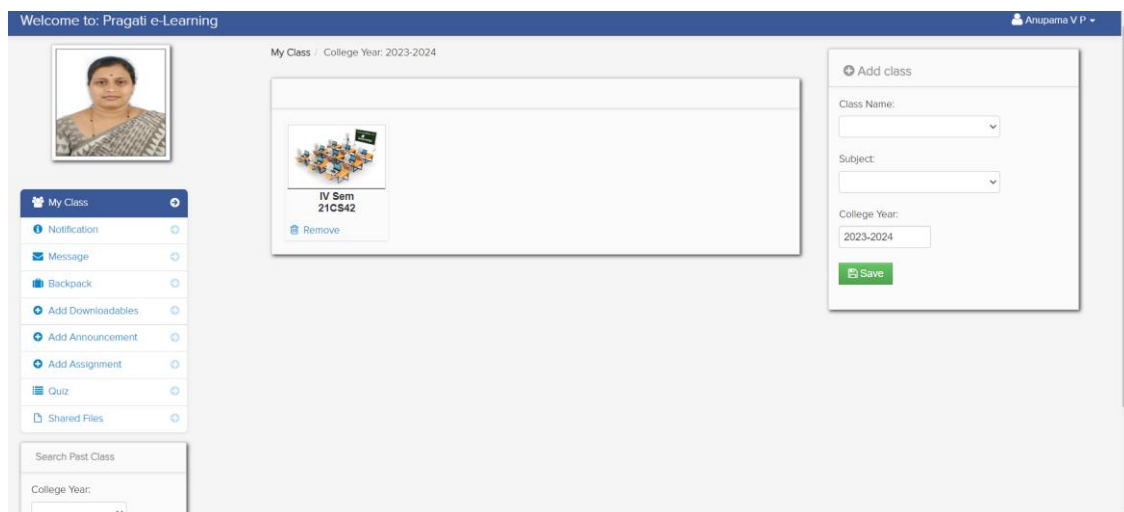 Welcome to: Pragati e-Learning
Anupama V P
My Class / College Year: 2023-2024
IV Sem
21CS42
Remove
Add class
Class Name:
Subject:
College Year:
2023-2024
Save
My Class
Notification
Message
Backpack
Add Downloadables
Add Announcement
Add Assignment
Quiz
Shared Files
Search Past Class
College Year: